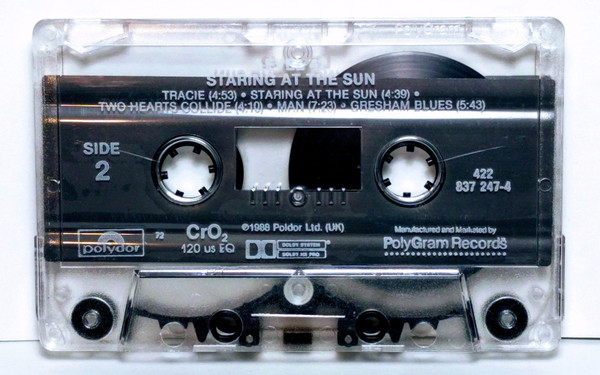 PolyGram
STARING AT THE SUN
TRACIE (4:53) • STARING AT THE SUN (4:39) •
TWO HEARTS COLLIDE (4:10) • MAN (7:23) • GRESHAM BLUES (5:43)
SIDE
2
422
837 247-4
polydor
72
CrO2
120 us EQ
℗1988 Poldor Ltd. (UK)
DOLBY SYSTEM
DOLBY HX PRO
Manufactured and Marketed by
PolyGram Records